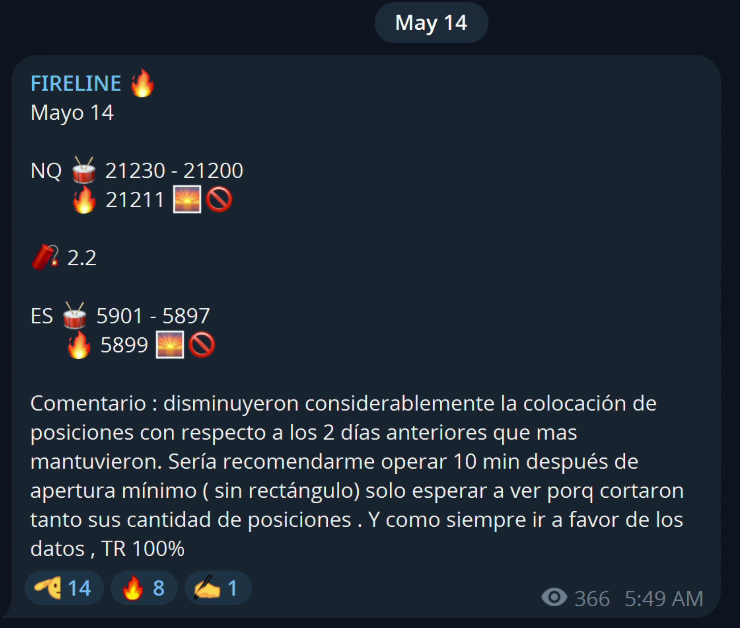 May 14
FIRELINE 🔥
Mayo 14
NQ 🥁 21230 - 21200
🔥 21211 🌅🚫
🧨 2.2
ES 🥁 5901 - 5897
🔥 5899 🌅🚫
Comentario : disminuyeron considerablemente la colocación de
posiciones con respecto a los 2 días anteriores que mas
mantuvieron. Sería recomendarme operar 10 min después de
apertura mínimo ( sin rectángulo) solo esperar a ver porq cortaron
tanto sus cantidad de posiciones . Y como siempre ir a favor de los
datos , TR 100%
14 🔥 8 ✍️ 1
366 5:49 AM